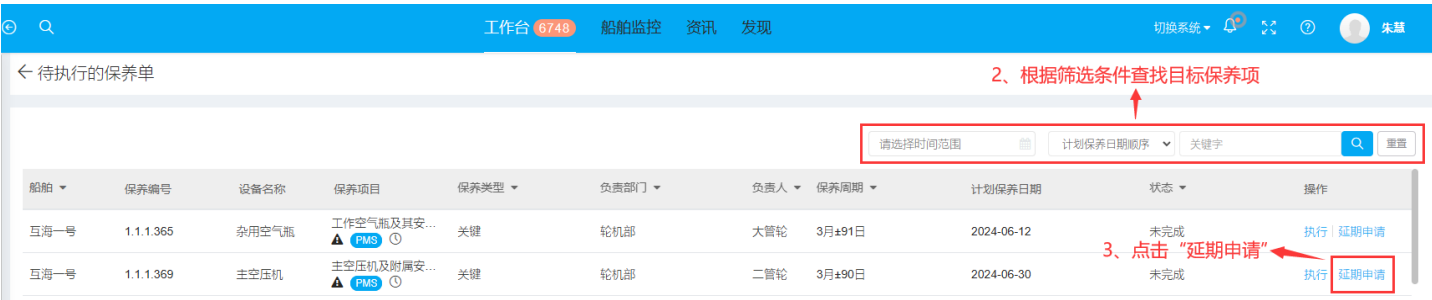 工作台 6748 船舶监控 资讯 发现 切换系统 朱慧
待执行的保养单
2、根据筛选条件查找目标保养项
请选择时间范围 计划保养日期顺序 关键字 重置
船舶 保养编号 设备名称 保养项目 保养类型 负责部门 负责人 保养周期 计划保养日期 状态 操作
互海一号 1.1.1.365 杂用空气瓶 工作空气瓶及其安... 关键 轮机部 大管轮 3月±91日 2024-06-12 未完成 执行 延期申请
PMS
3、点击“延期申请”
互海一号 1.1.1.369 主空压机 主空压机及附属安... 关键 轮机部 二管轮 3月±90日 2024-06-30 未完成 执行 延期申请
PMS